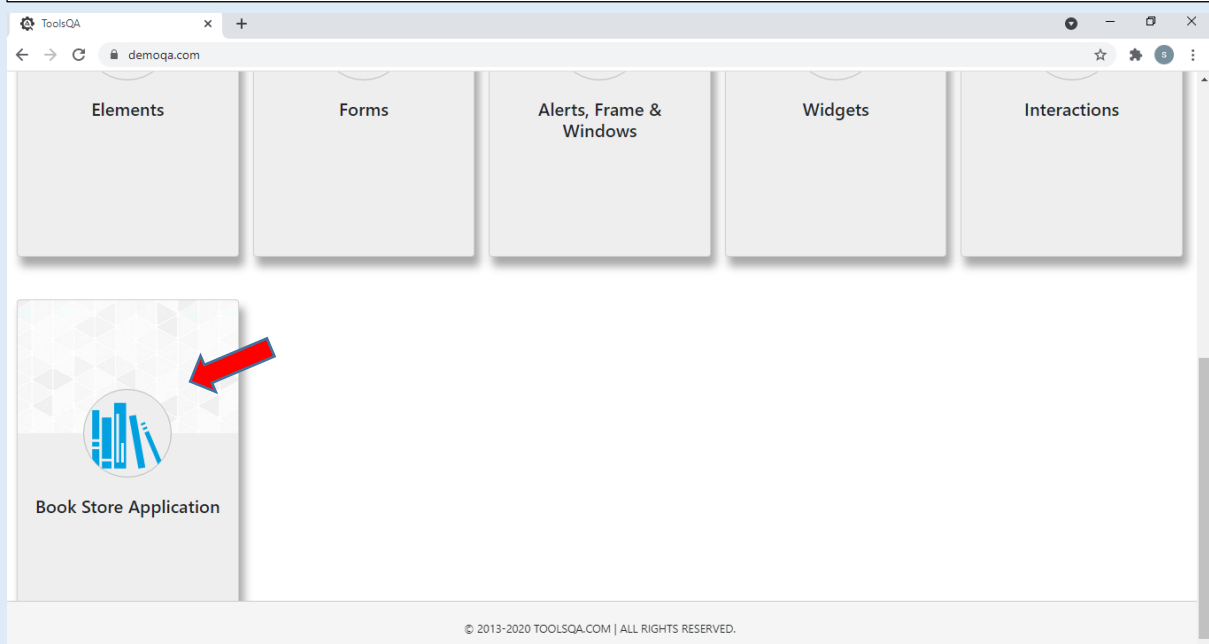 ToolsQA
demoqa.com
S
Elements
Forms
Alerts, Frame &
Windows
Widgets
Interactions
Book Store Application
© 2013-2020 TOOLSQA.COM | ALL RIGHTS RESERVED.